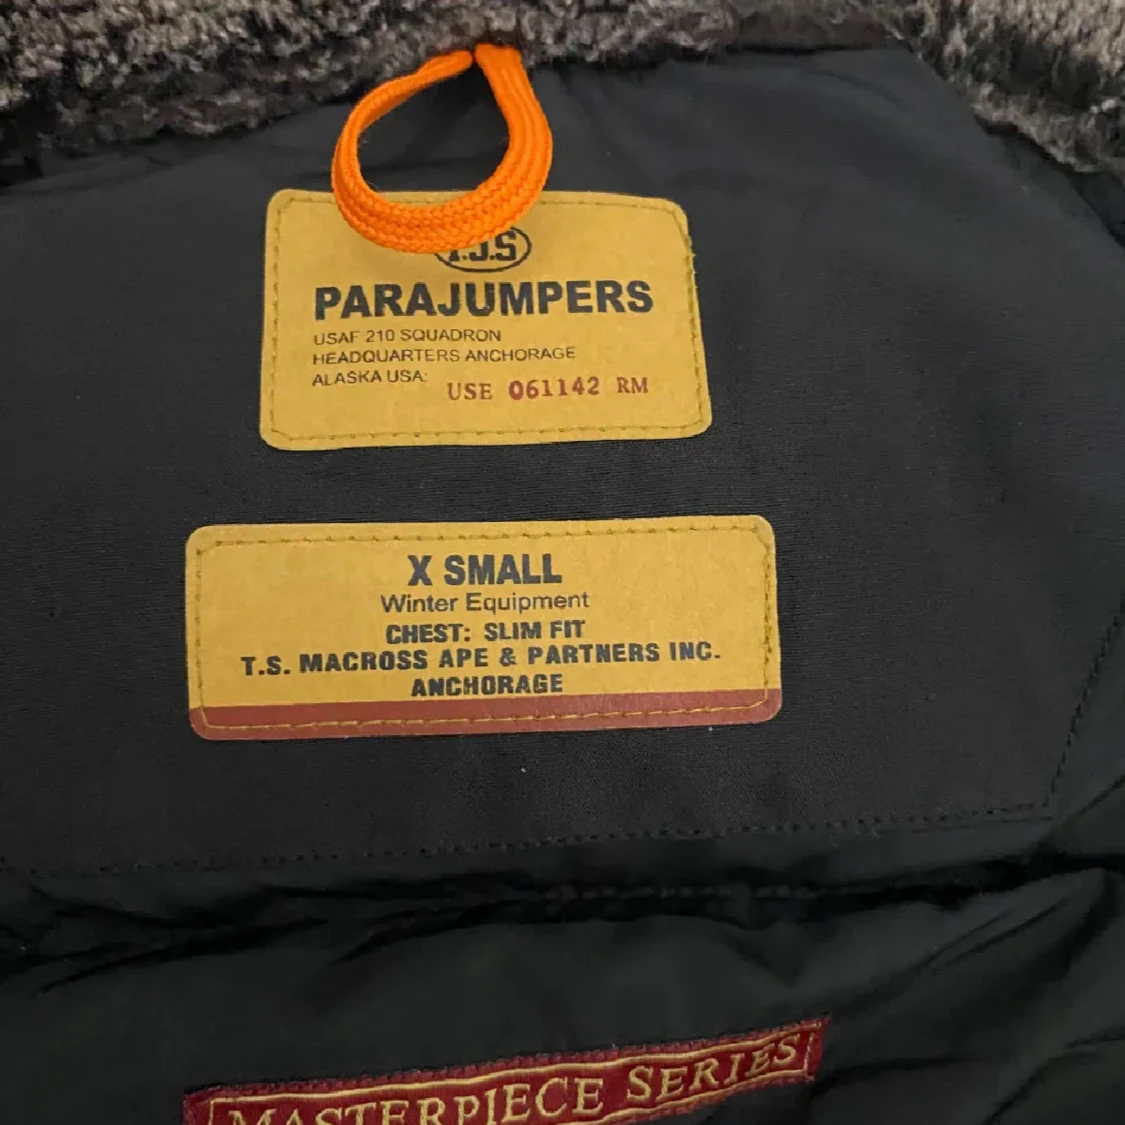 PARAJUMPERS
USAF 210 SQUADRON
HEADQUARTERS ANCHORAGE
ALASKA USA: USE 061142 RM
X SMALL
Winter Equipment
CHEST: SLIM FIT
T.S. MACROSS APE & PARTNERS INC.
ANCHORAGE
MASTERPIECE SERIES